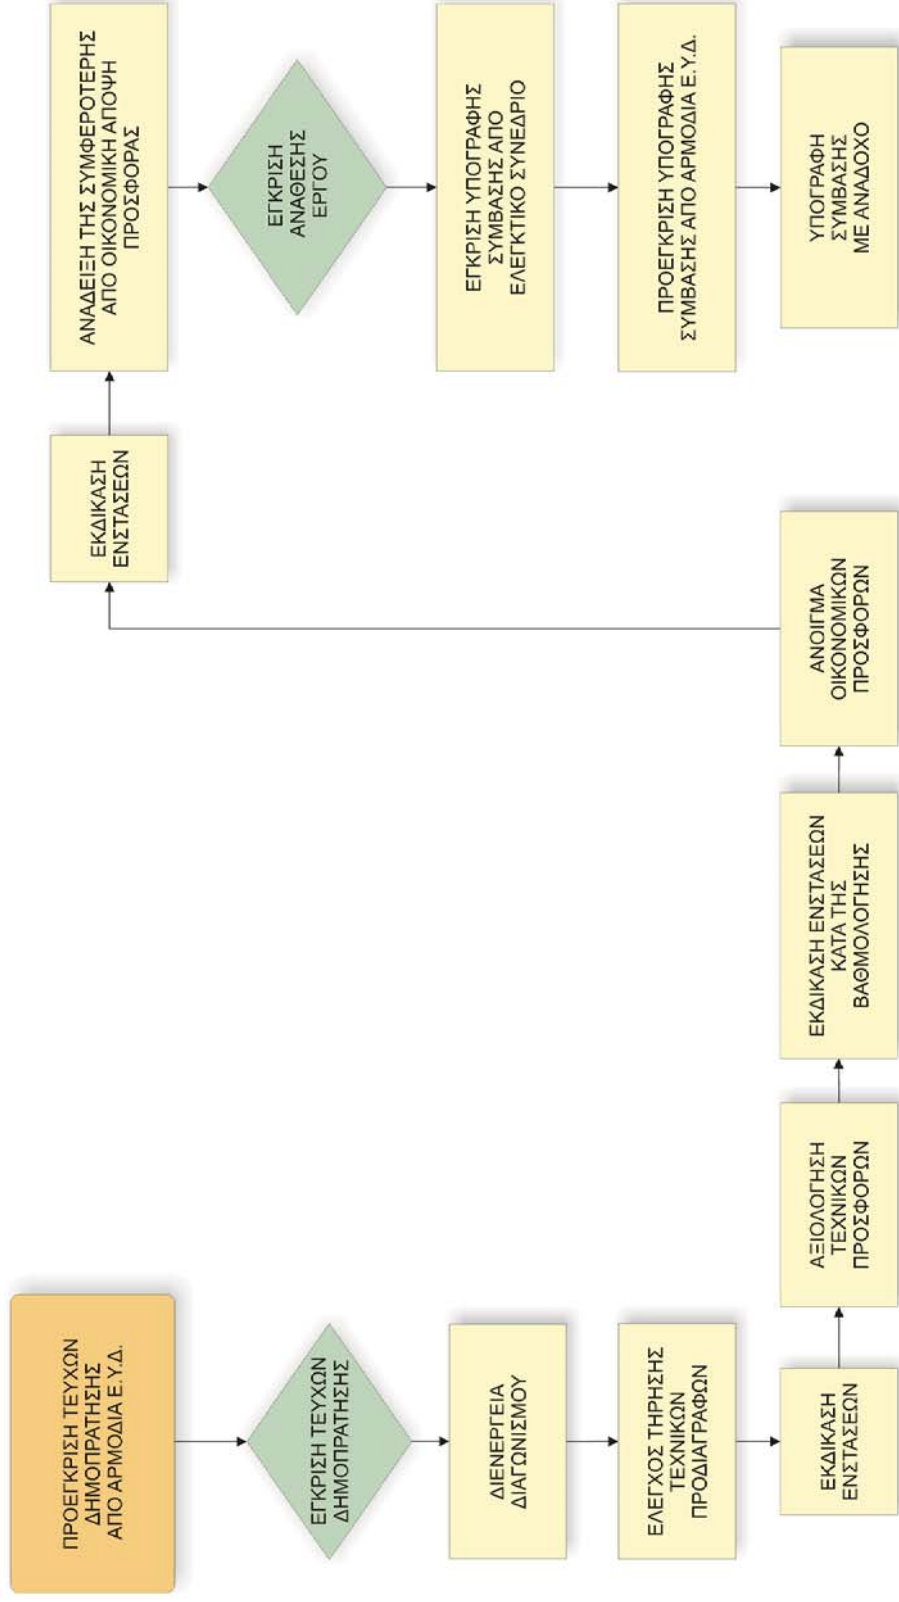 ΠΡΟΕΓΚΡΙΣΗ ΤΕΥΧΩΝ
ΔΗΜΟΠΡΑΤΗΣΗΣ
ΑΠΟ ΑΡΜΟΔΙΑ Ε.Υ.Δ.
ΕΓΚΡΙΣΗ ΤΕΥΧΩΝ
ΔΗΜΟΠΡΑΤΗΣΗΣ
ΔΙΕΝΕΡΓΕΙΑ
ΔΙΑΓΩΝΙΣΜΟΥ
ΕΛΕΓΧΟΣ ΤΗΡΗΣΗΣ
ΤΕΧΝΙΚΩΝ
ΠΡΟΔΙΑΓΡΑΦΩΝ
ΕΚΔΙΚΑΣΗ
ΕΝΣΤΑΣΕΩΝ
ΑΞΙΟΛΟΓΗΣΗ
ΤΕΧΝΙΚΩΝ
ΠΡΟΣΦΟΡΩΝ
ΕΚΔΙΚΑΣΗ ΕΝΣΤΑΣΕΩΝ
ΚΑΤΑ ΤΗΣ
ΒΑΘΜΟΛΟΓΗΣΗΣ
ΑΝΟΙΓΜΑ
ΟΙΚΟΝΟΜΙΚΩΝ
ΠΡΟΣΦΟΡΩΝ
ΕΚΔΙΚΑΣΗ
ΕΝΣΤΑΣΕΩΝ
ΑΝΑΔΕΙΞΗ ΤΗΣ ΣΥΜΦΕΡΟΤΕΡΗΣ
ΑΠΟ ΟΙΚΟΝΟΜΙΚΗ ΑΠΟΨΗ
ΠΡΟΣΦΟΡΑΣ
ΕΓΚΡΙΣΗ
ΑΝΑΘΕΣΗΣ
ΕΡΓΟΥ
ΕΓΚΡΙΣΗ ΥΠΟΓΡΑΦΗΣ
ΣΥΜΒΑΣΗΣ ΑΠΟ
ΕΛΕΓΚΤΙΚΟ ΣΥΝΕΔΡΙΟ
ΠΡΟΕΓΚΡΙΣΗ ΥΠΟΓΡΑΦΗΣ
ΣΥΜΒΑΣΗΣ ΑΠΟ ΑΡΜΟΔΙΑ Ε.Υ.Δ.
ΥΠΟΓΡΑΦΗ
ΣΥΜΒΑΣΗΣ
ΜΕ ΑΝΑΔΟΧΟ